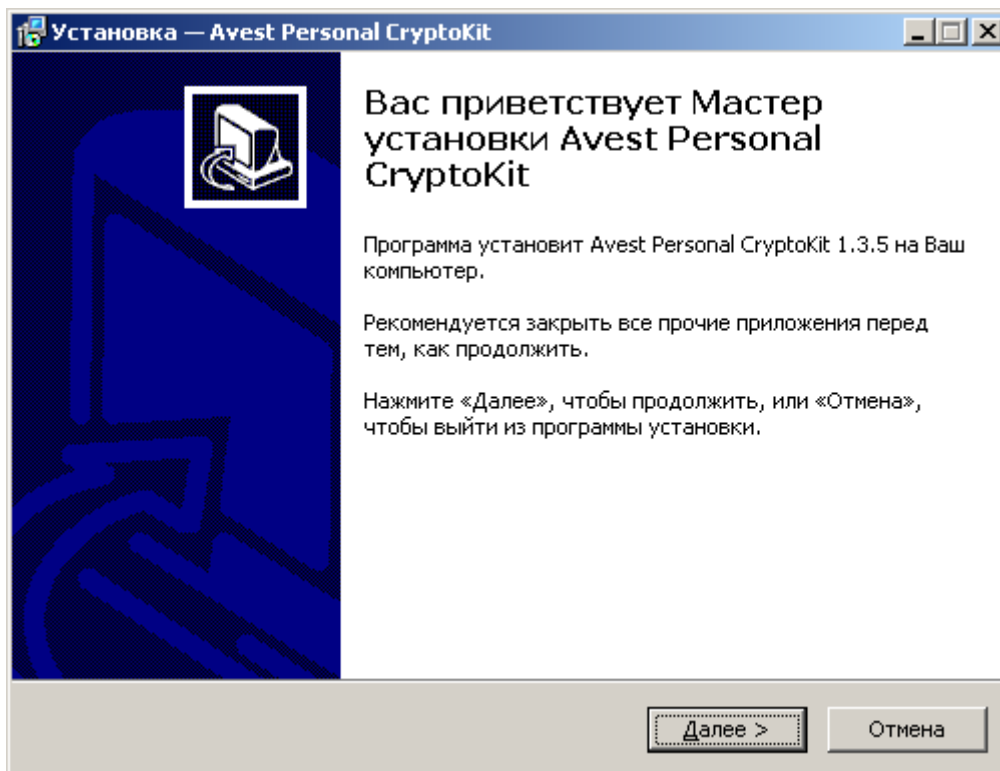 Установка — Avest Personal CryptoKit
Вас приветствует Мастер
установки Avest Personal
CryptoKit
Программа установит Avest Personal CryptoKit 1.3.5 на Ваш
компьютер.
Рекомендуется закрыть все прочие приложения перед
тем, как продолжить.
Нажмите «Далее», чтобы продолжить, или «Отмена»,
чтобы выйти из программы установки.
Далее >
Отмена